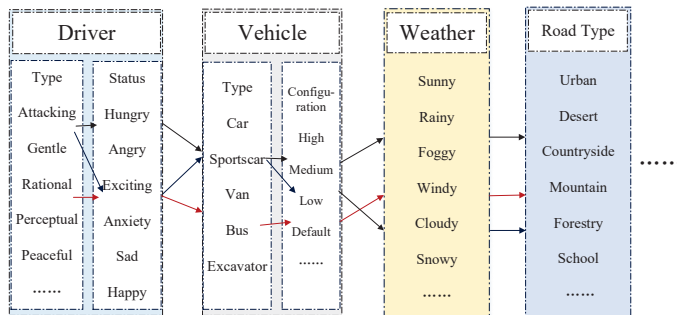 Driver
Type
Attacking
Gentle
Rational
Perceptual
Peaceful
……
Status
Hungry
Angry
Exciting
Anxiety
Sad
Happy
Vehicle
Type
Car
Sportscar
Van
Bus
Excavator
Configu-
ration
High
Medium
Low
Default
……
Weather
Sunny
Rainy
Foggy
Windy
Cloudy
Snowy
……
Road Type
Urban
Desert
Countryside
Mountain
Forestry
School
……
……